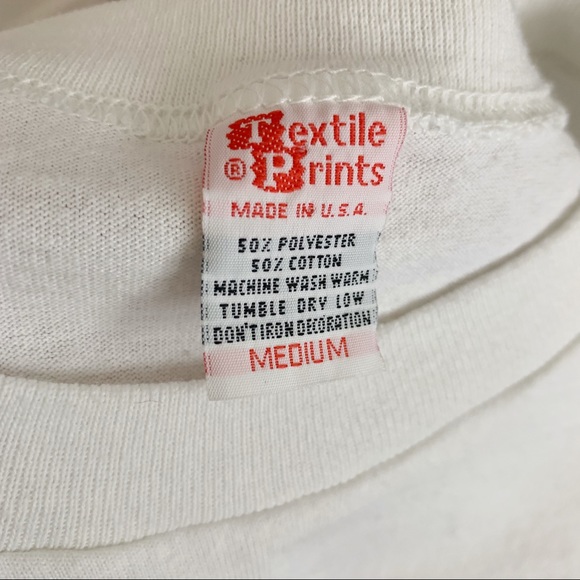 Textile
® Prints
MADE IN U.S.A.
50% POLYESTER
50% COTTON
MACHINE WASH WARM
TUMBLE DRY LOW
DON'T IRON DECORATION
MEDIUM